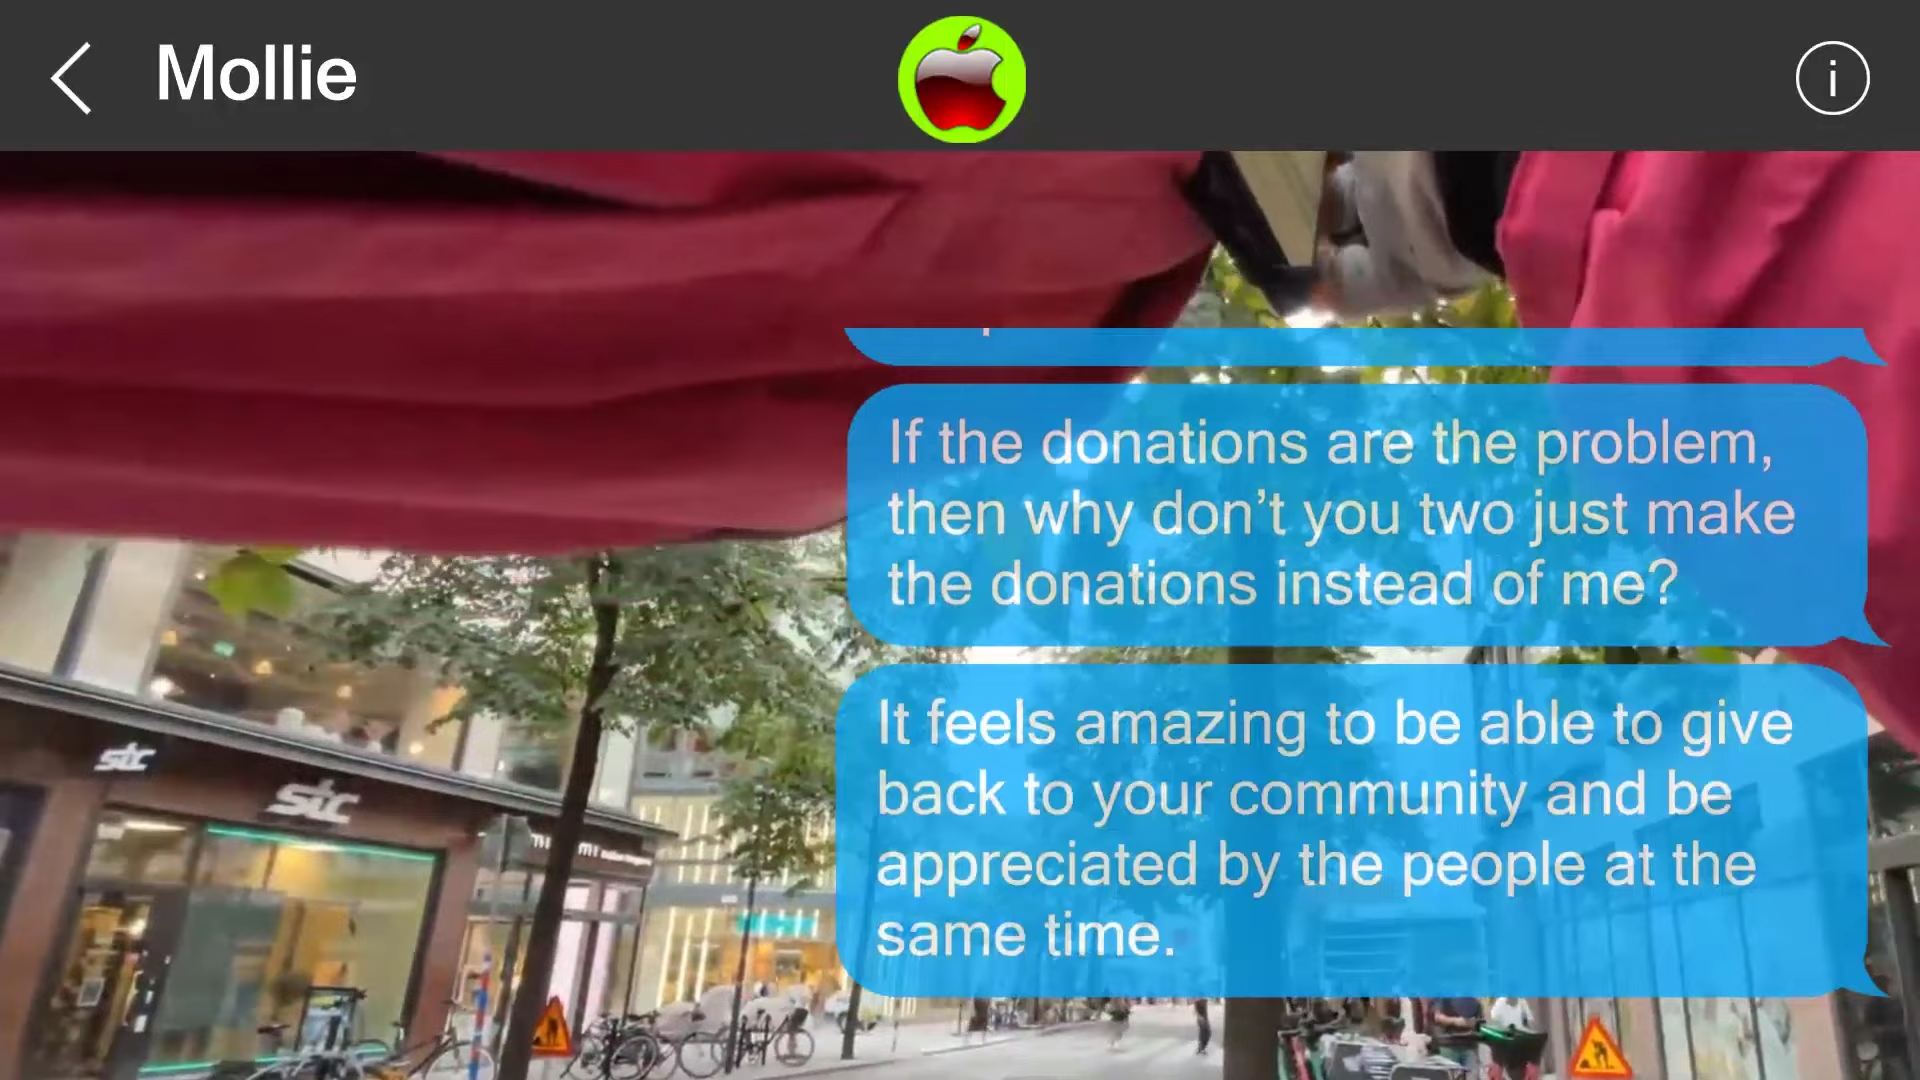 Mollie
i
If the donations are the problem,
then why don't you two just make
the donations instead of me?
It feels amazing to be able to give
back to your community and be
appreciated by the people at the
same time.
stc
stc